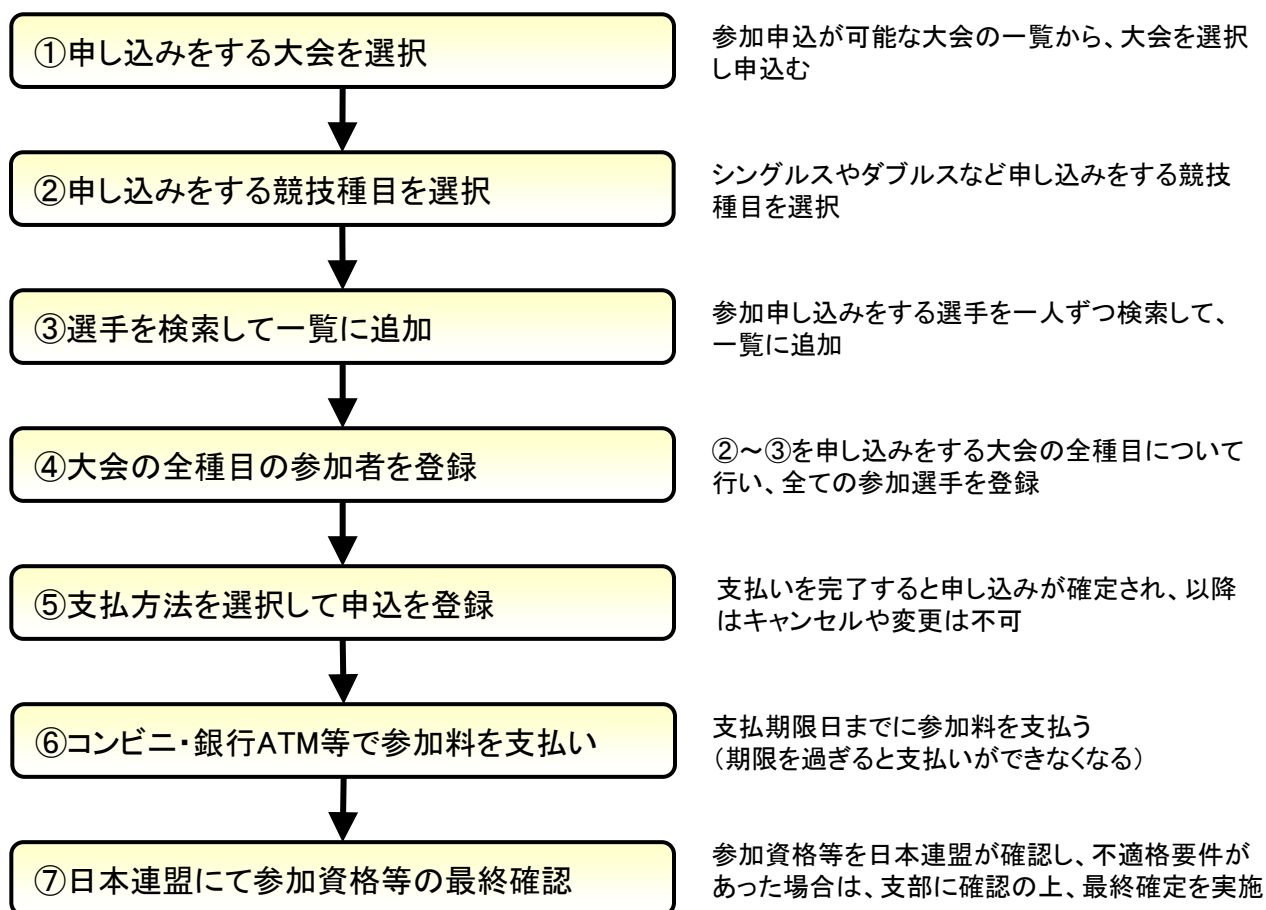 ①申し込みをする大会を選択
参加申込が可能な大会の一覧から、大会を選択
し申込む
②申し込みをする競技種目を選択
シングルスやダブルスなど申し込みをする競技
種目を選択
③選手を検索して一覧に追加
参加申し込みをする選手を一人ずつ検索して、
一覧に追加
④大会の全種目の参加者を登録
②～③を申し込みをする大会の全種目について
行い、全ての参加選手を登録
⑤支払方法を選択して申込を登録
支払いを完了すると申し込みが確定され、以降
はキャンセルや変更は不可
⑥コンビニ・銀行ATM等で参加料を支払い
支払期限日までに参加料を支払う
（期限を過ぎると支払いができなくなる）
⑦日本連盟にて参加資格等の最終確認
参加資格等を日本連盟が確認し、不適格要件が
あった場合は、支部に確認の上、最終確定を実施